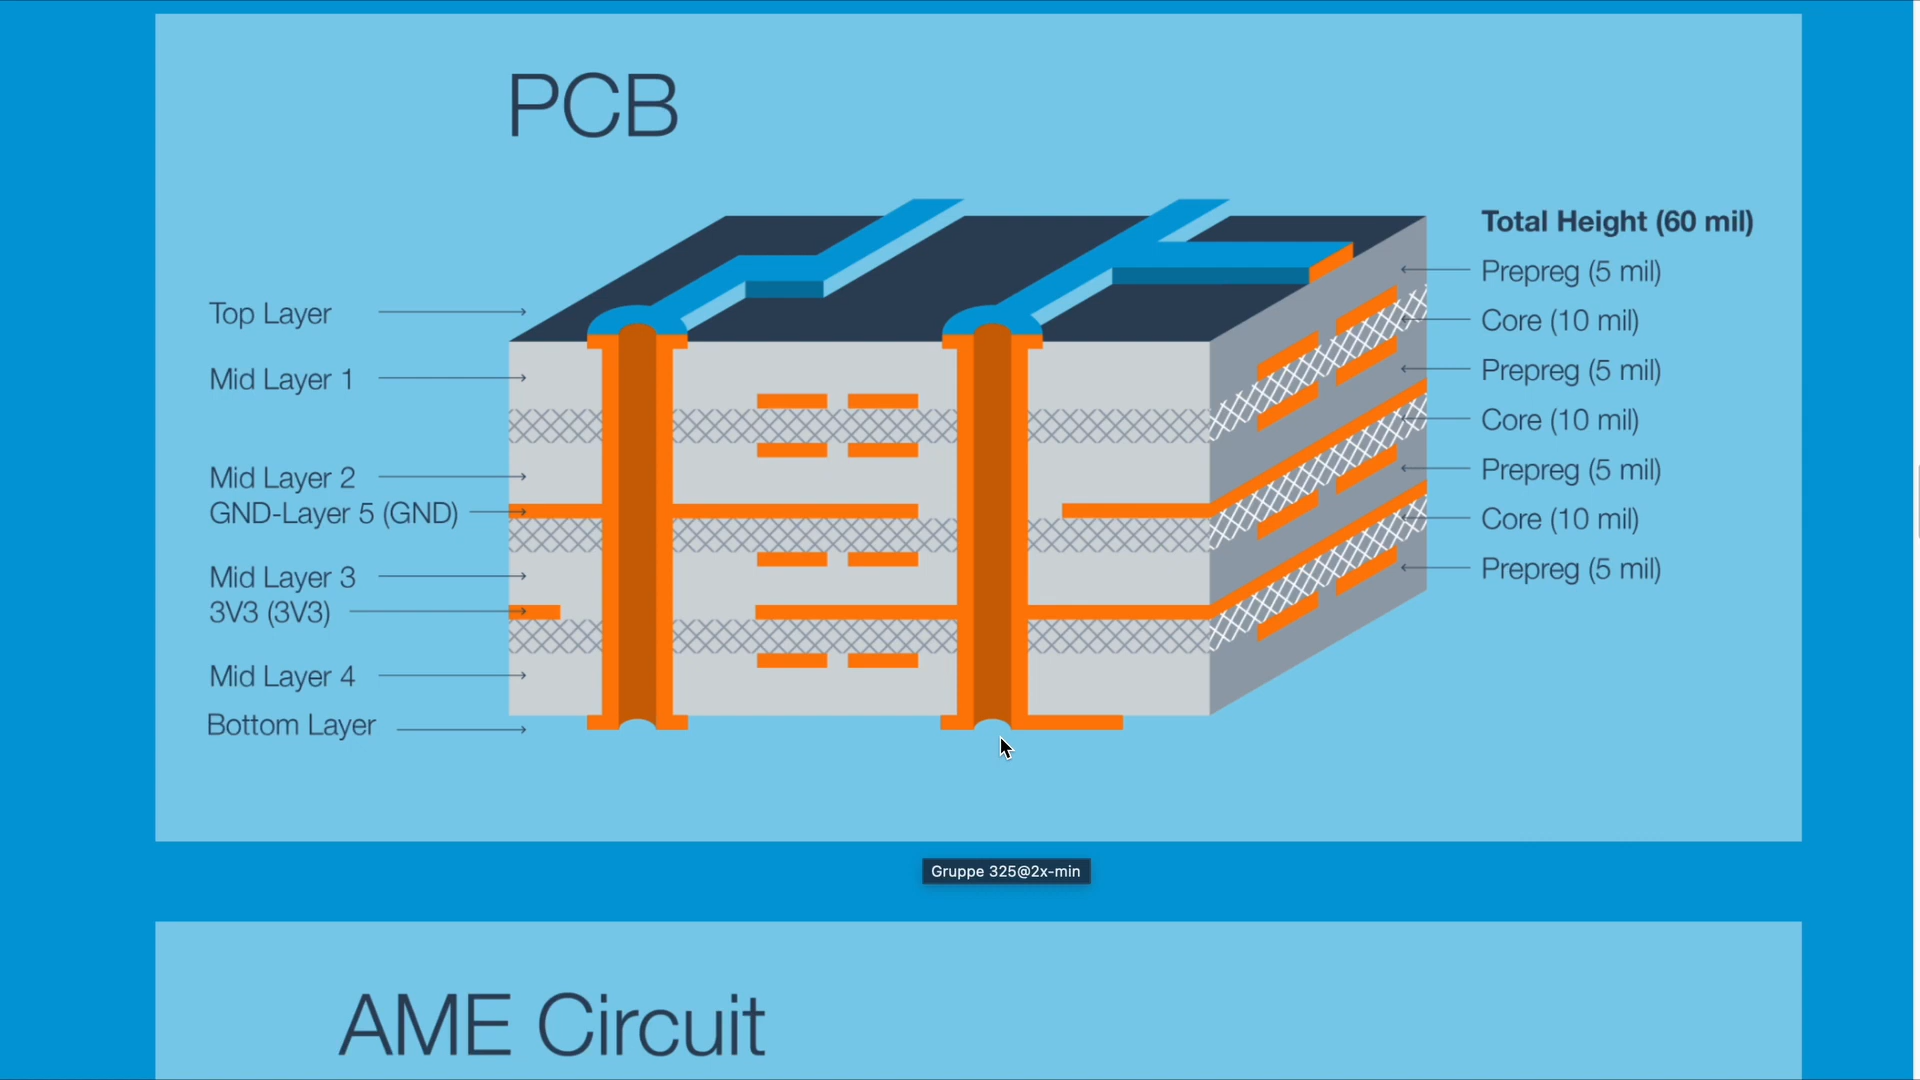 PCB
Top Layer
Mid Layer 1
Mid Layer 2
GND-Layer 5 (GND)
Mid Layer 3
3V3 (3V3)
Mid Layer 4
Bottom Layer
Total Height (60 mil)
Prepreg (5 mil)
Core (10 mil)
Prepreg (5 mil)
Core (10 mil)
Prepreg (5 mil)
Core (10 mil)
Prepreg (5 mil)
Gruppe 325@2x-min
AME Circuit